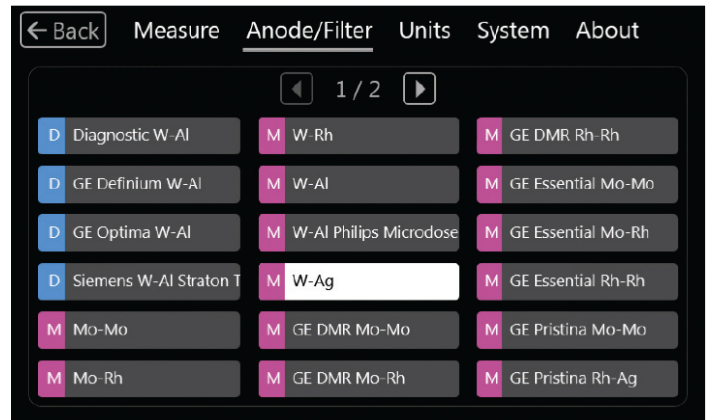 Back Measure Anode/Filter Units System About
1 / 2
D Diagnostic W-Al
D GE Definium W-Al
D GE Optima W-Al
D Siemens W-Al Straton T
M Mo-Mo
M Mo-Rh
M W-Rh
M W-Al
M W-Al Philips Microdose
M W-Ag
M GE DMR Mo-Mo
M GE DMR Mo-Rh
M GE DMR Rh-Rh
M GE Essential Mo-Mo
M GE Essential Mo-Rh
M GE Essential Rh-Rh
M GE Pristina Mo-Mo
M GE Pristina Rh-Ag